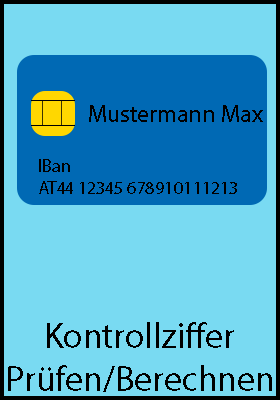 Mustermann Max
IBan
AT44 12345 678910111213
Kontrollziffer
Prüfen/Berechnen